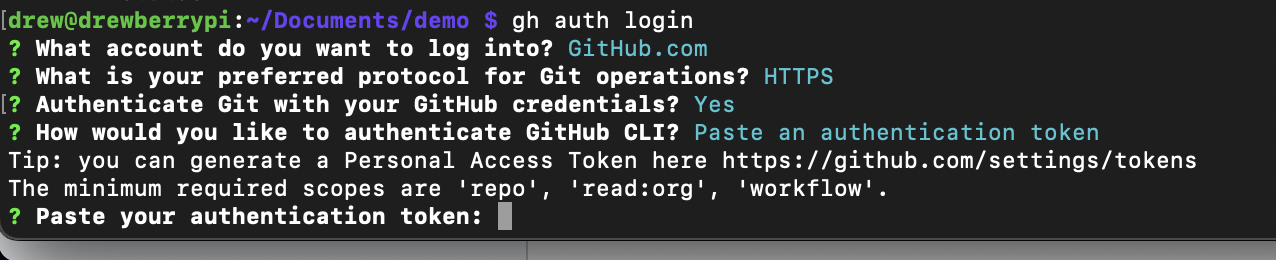 [drew@drewberrypi:~/Documents/demo $ gh auth login
? What account do you want to log into? GitHub.com
? What is your preferred protocol for Git operations? HTTPS
[? Authenticate Git with your GitHub credentials? Yes
? How would you like to authenticate GitHub CLI? Paste an authentication token
Tip: you can generate a Personal Access Token here https://github.com/settings/tokens
The minimum required scopes are 'repo', 'read:org', 'workflow'.
? Paste your authentication token: